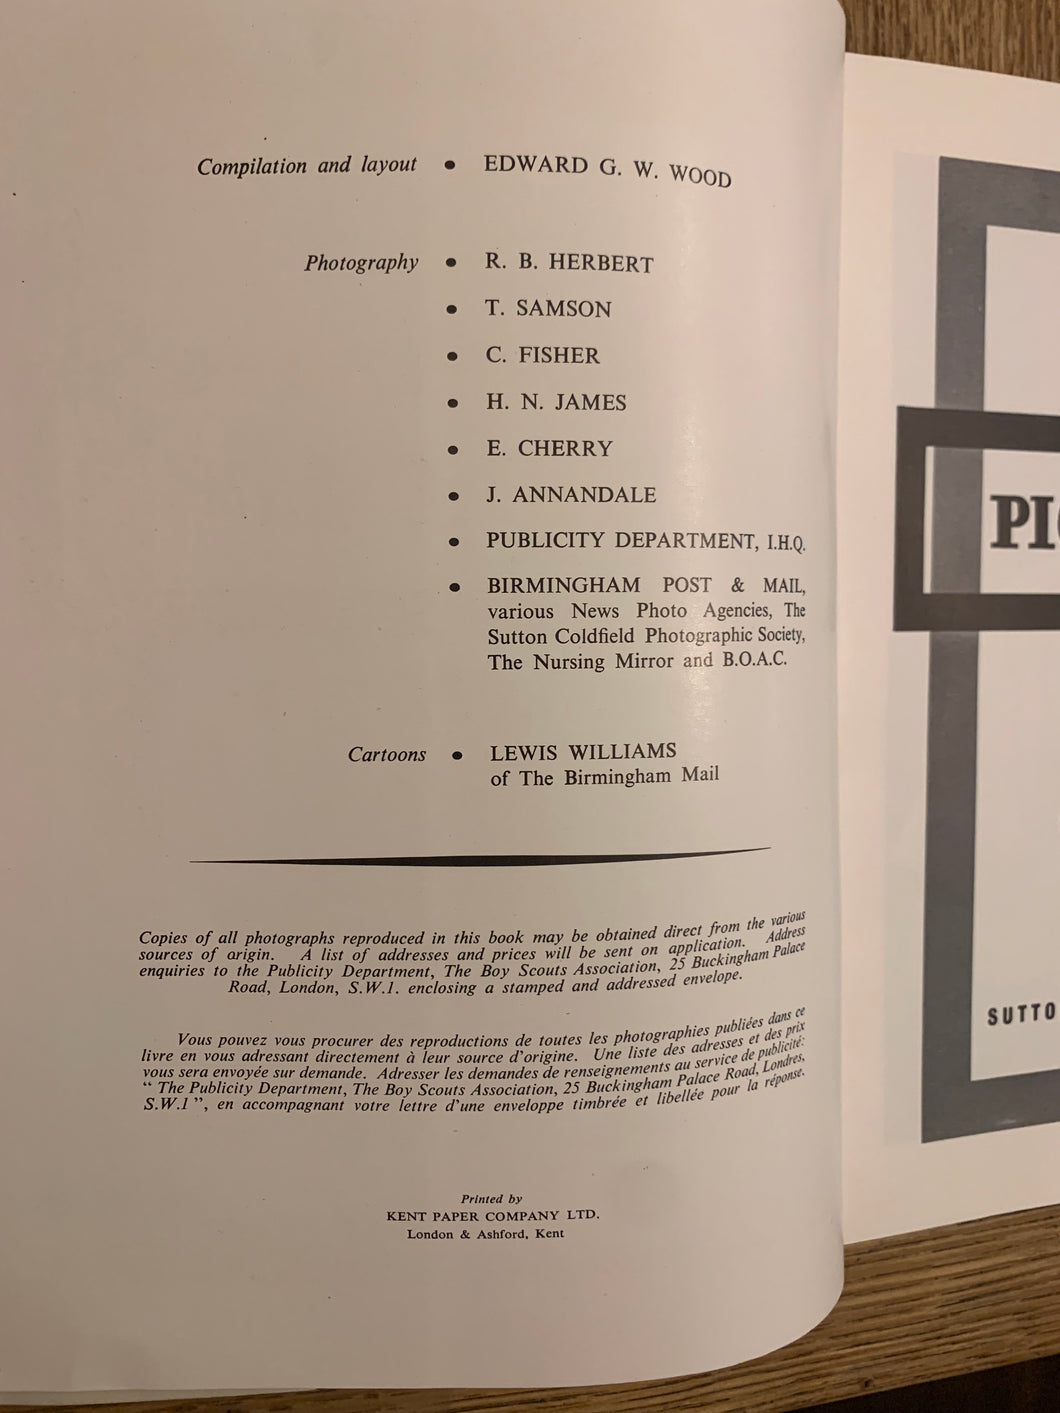 Compilation and layout • EDWARD G. W. WOOD
Photography • R. B. HERBERT
• T. SAMSON
• C. FISHER
• H. N. JAMES
• E. CHERRY
• J. ANNANDALE
• PUBLICITY DEPARTMENT, I.H.Q.
• BIRMINGHAM POST & MAIL,
various News Photo Agencies, The
Sutton Coldfield Photographic Society,
The Nursing Mirror and B.O.A.C.
Cartoons • LEWIS WILLIAMS
of The Birmingham Mail
Copies of all photographs reproduced in this book may be obtained direct from the various
sources of origin. A list of addresses and prices will be sent on application. Address
enquiries to the Publicity Department, The Boy Scouts Association, 25 Buckingham Palace
Road, London, S.W.1. enclosing a stamped and addressed envelope.
Vous pouvez vous procurer des reproductions de toutes les photographies publiées dans ce
livre en vous adressant directement à leur source d'origine. Une liste des adresses et des prix
vous sera envoyée sur demande. Adresser les demandes de renseignements au service de publicité:
“ The Publicity Department, The Boy Scouts Association, 25 Buckingham Palace Road, Londres,
S.W.1 ”, en accompagnant votre lettre d'une enveloppe timbrée et libellée pour la réponse.
Printed by
KENT PAPER COMPANY LTD.
London & Ashford, Kent
PI
SUTTO